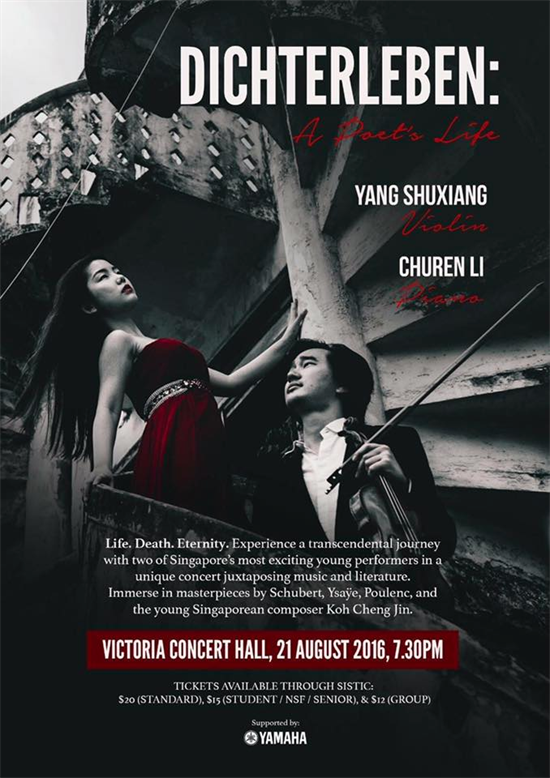 DICHTERLEBEN:
A Poet's Life
YANG SHUXIANG
Violin
CHUREN LI
Piano
Life. Death. Eternity. Experience a transcendental journey
with two of Singapore's most exciting young performers in a
unique concert juxtaposing music and literature.
Immerse in masterpieces by Schubert, Ysaÿe, Poulenc, and
the young Singaporean composer Koh Cheng Jin.
VICTORIA CONCERT HALL, 21 AUGUST 2016, 7.30PM
TICKETS AVAILABLE THROUGH SISTIC:
$20 (STANDARD), $15 (STUDENT / NSF / SENIOR), & $12 (GROUP)
Supported by:
YAMAHA